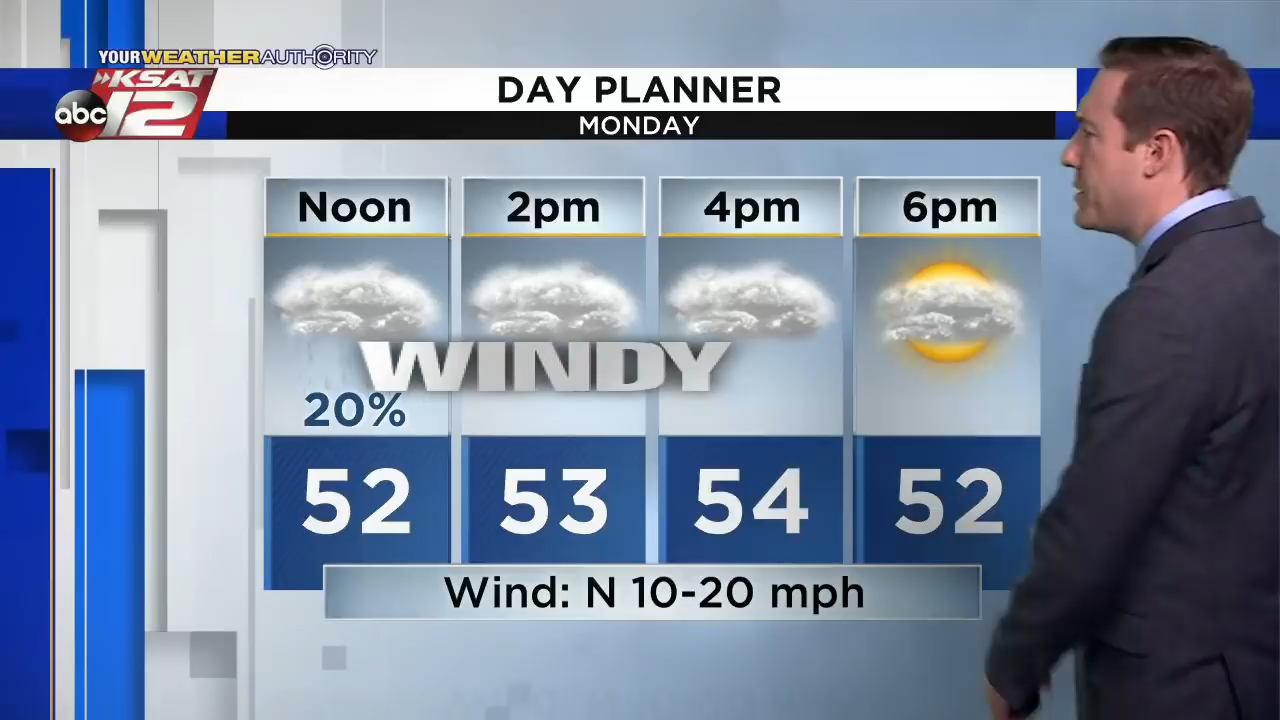 YOURWEATHERAUTHORITY
KSAT
abc 12
DAY PLANNER
MONDAY
Noon 2pm 4pm 6pm
WINDY
20%
52 53 54 52
Wind: N 10-20 mph